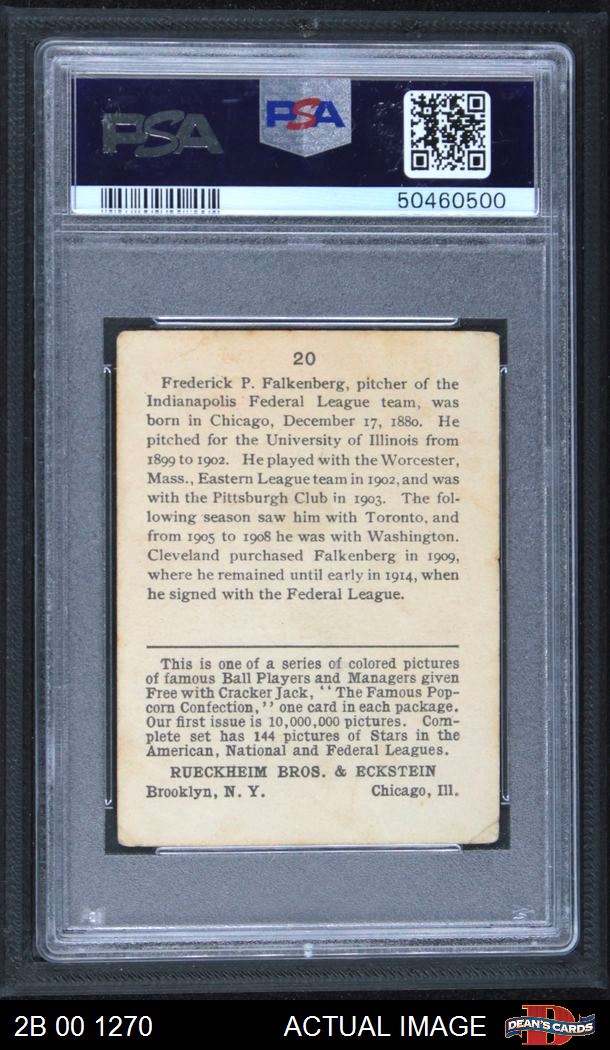 PSA
PSA
50460500
20
Frederick P. Falkenberg, pitcher of the
Indianapolis Federal League team, was
born in Chicago, December 17, 1880. He
pitched for the University of Illinois from
1899 to 1902. He played with the Worcester,
Mass., Eastern League team in 1902, and was
with the Pittsburgh Club in 1903. The fol-
lowing season saw him with Toronto, and
from 1905 to 1908 he was with Washington.
Cleveland purchased Falkenberg in 1909,
where he remained until early in 1914, when
he signed with the Federal League.
This is one of a series of colored pictures
of famous Ball Players and Managers given
Free with Cracker Jack, "The Famous Pop-
corn Confection," one card in each package.
Our first issue is 10,000,000 pictures. Com-
plete set has 144 pictures of Stars in the
American, National and Federal Leagues.
RUECKHEIM BROS. & ECKSTEIN
Brooklyn, N. Y. Chicago, Ill.
2B 00 1270 ACTUAL IMAGE DEAN'S CARDS